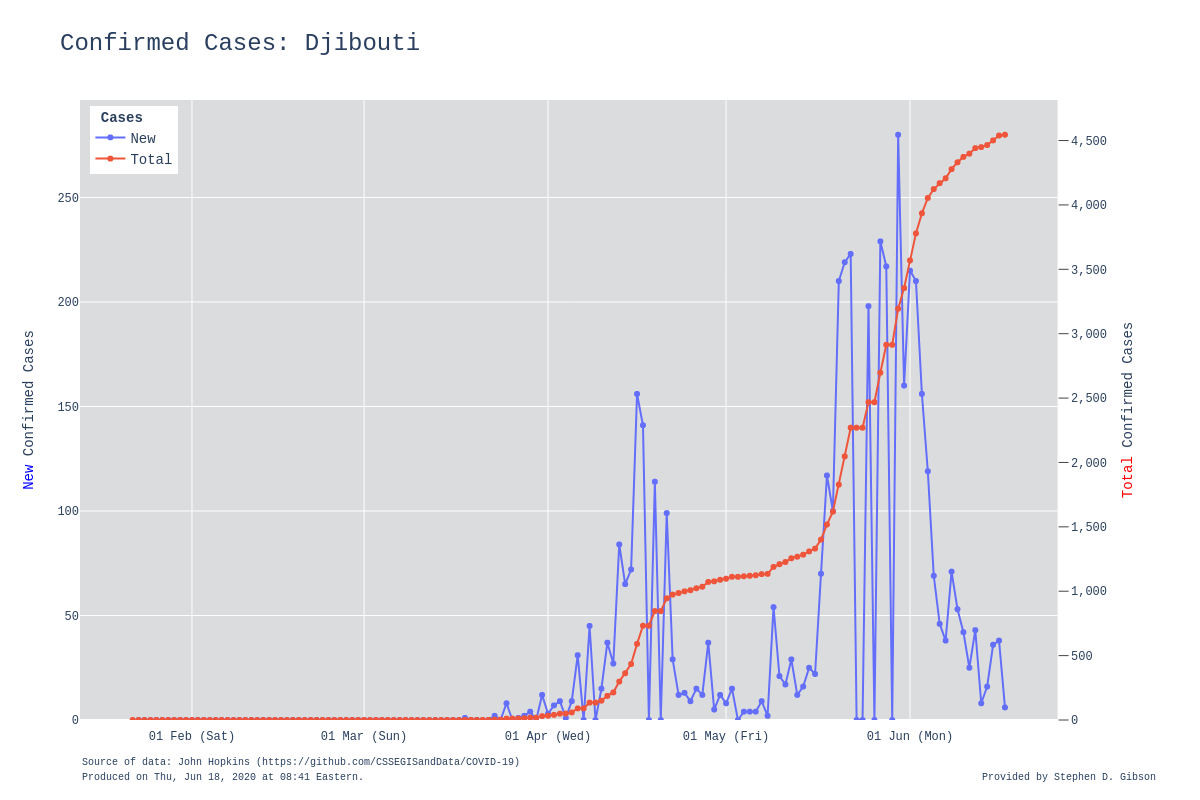 Confirmed Cases: Djibouti
Cases
New
Total
250
200
150
100
50
0
New Confirmed Cases
4,500
4,000
3,500
3,000
2,500
2,000
1,500
1,000
500
0
Total Confirmed Cases
01 Feb (Sat)
01 Mar (Sun)
01 Apr (Wed)
01 May (Fri)
01 Jun (Mon)
Source of data: John Hopkins (https://github.com/CSSEGISandData/COVID-19)
Produced on Thu, Jun 18, 2020 at 08:41 Eastern.
Provided by Stephen D. Gibson